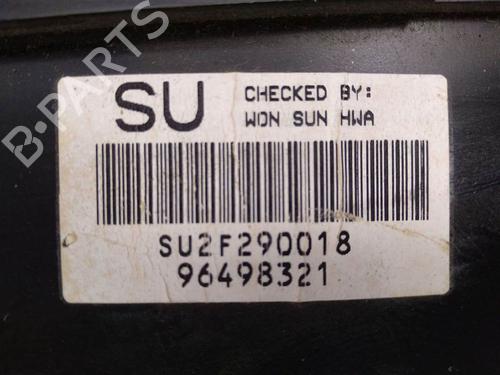 SU
CHECKED BY:
WON SUN HWA
SU2F290018
96498321
B-PARTS